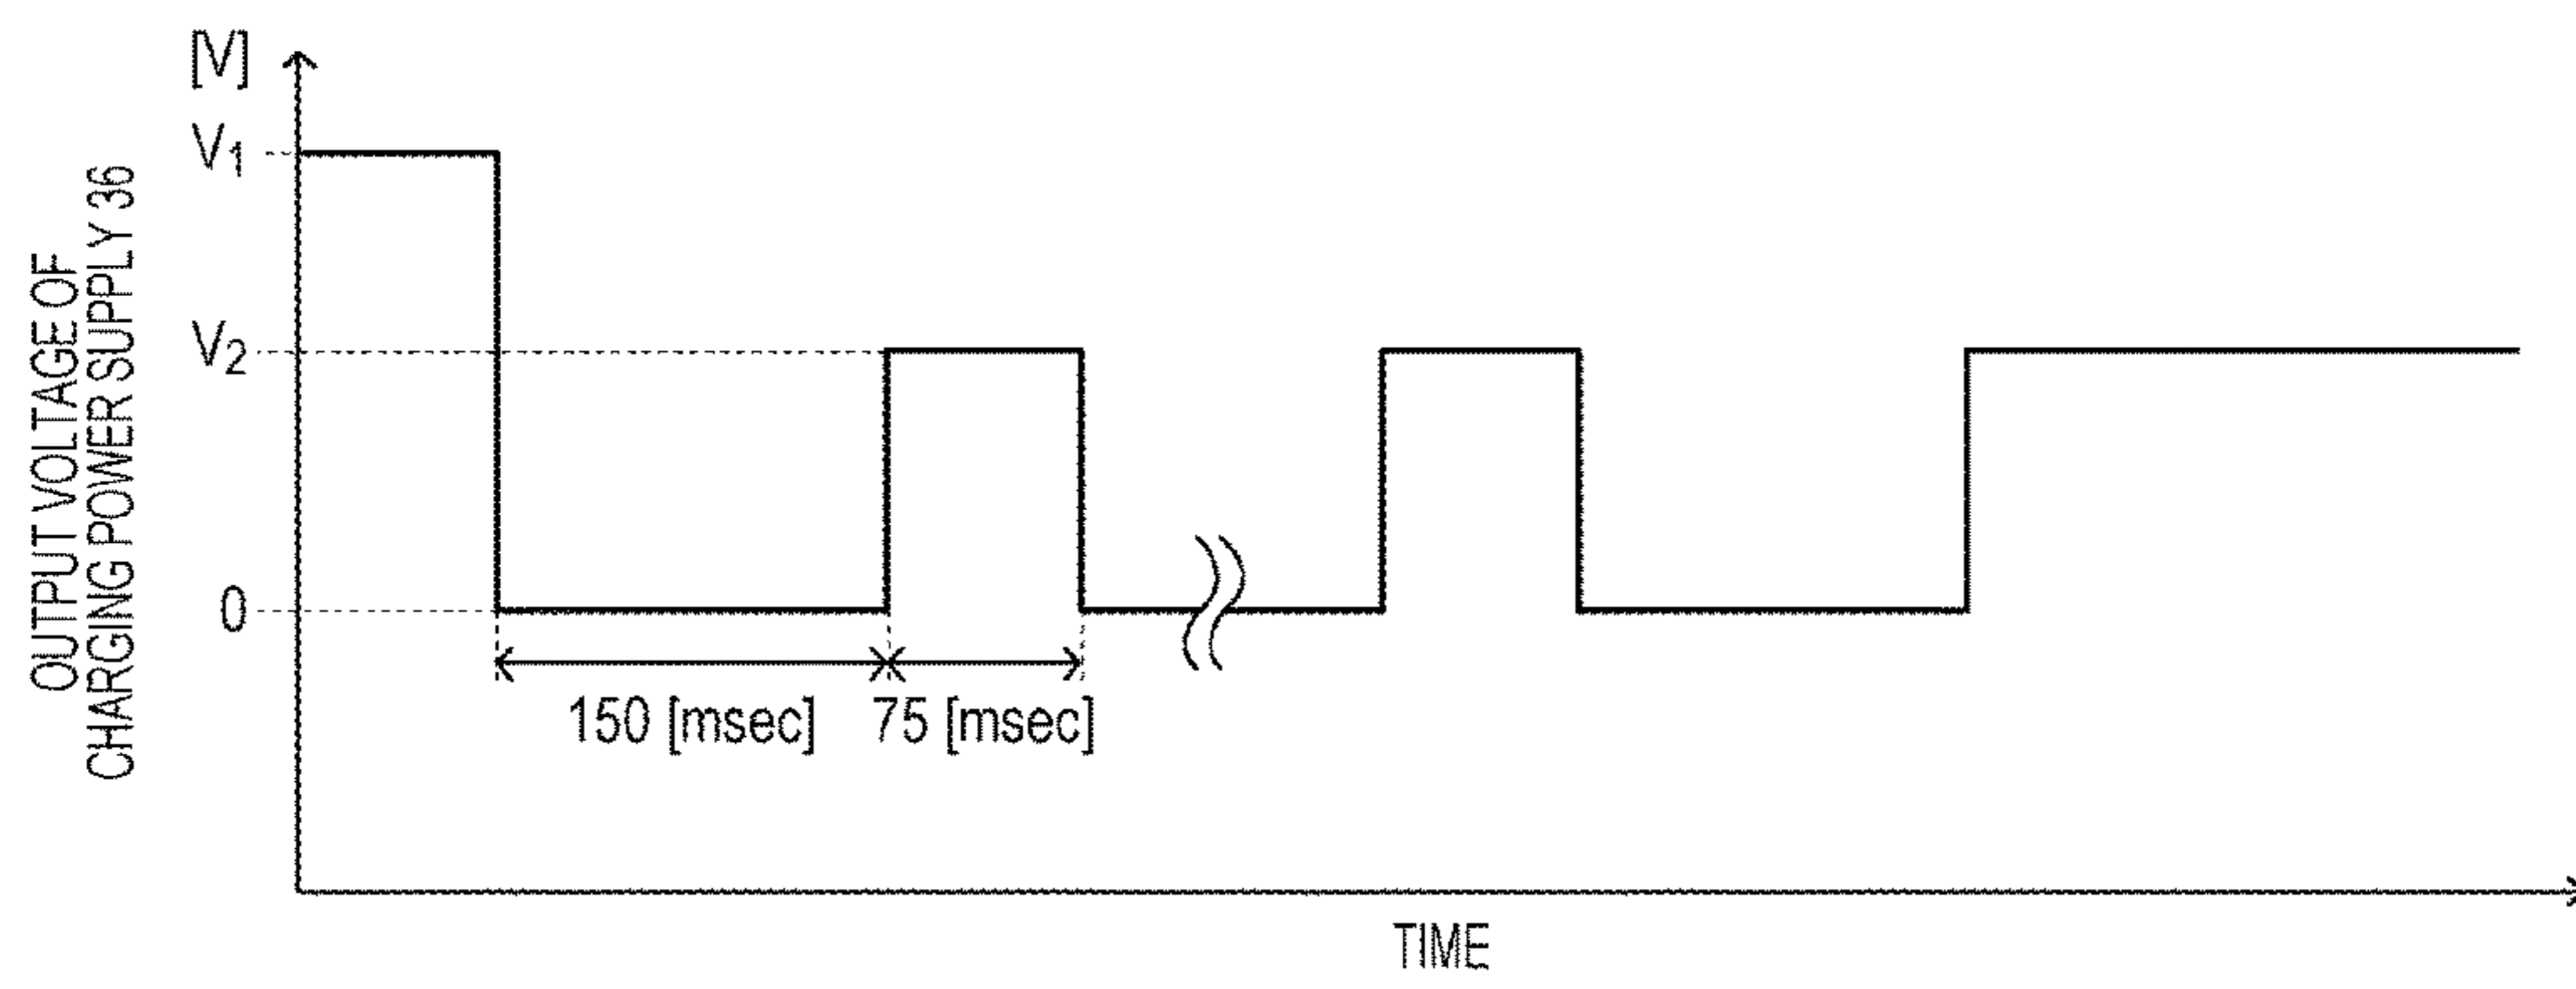 [V]
V1
V2
0
OUTPUT VOLTAGE OF
CHARGING POWER SUPPLY 36
150 [msec]
75 [msec]
TIME